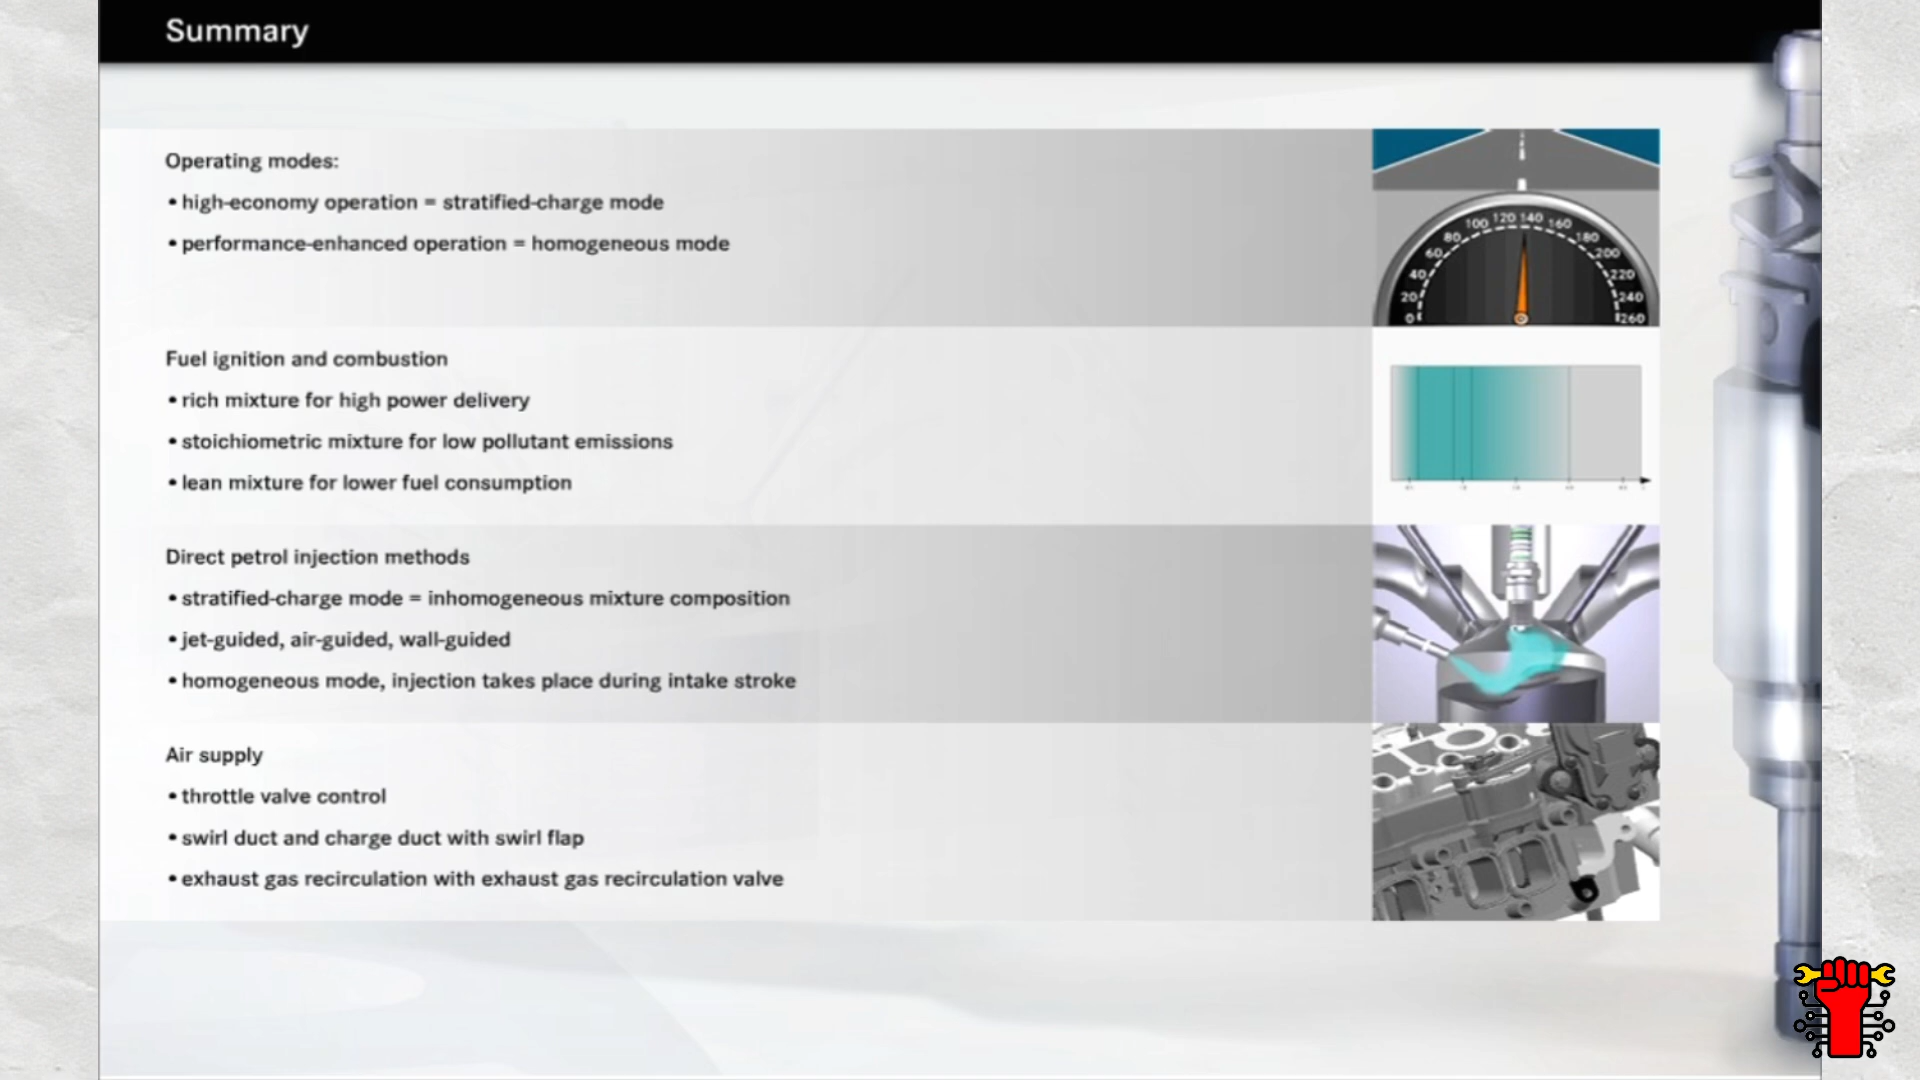 Summary
Operating modes:
• high-economy operation = stratified-charge mode
• performance-enhanced operation = homogeneous mode
0 20 40 60 80 100 120 140 160 180 200 220 240 260
Fuel ignition and combustion
• rich mixture for high power delivery
• stoichiometric mixture for low pollutant emissions
• lean mixture for lower fuel consumption
Direct petrol injection methods
• stratified-charge mode = inhomogeneous mixture composition
• jet-guided, air-guided, wall-guided
• homogeneous mode, injection takes place during intake stroke
Air supply
• throttle valve control
• swirl duct and charge duct with swirl flap
• exhaust gas recirculation with exhaust gas recirculation valve